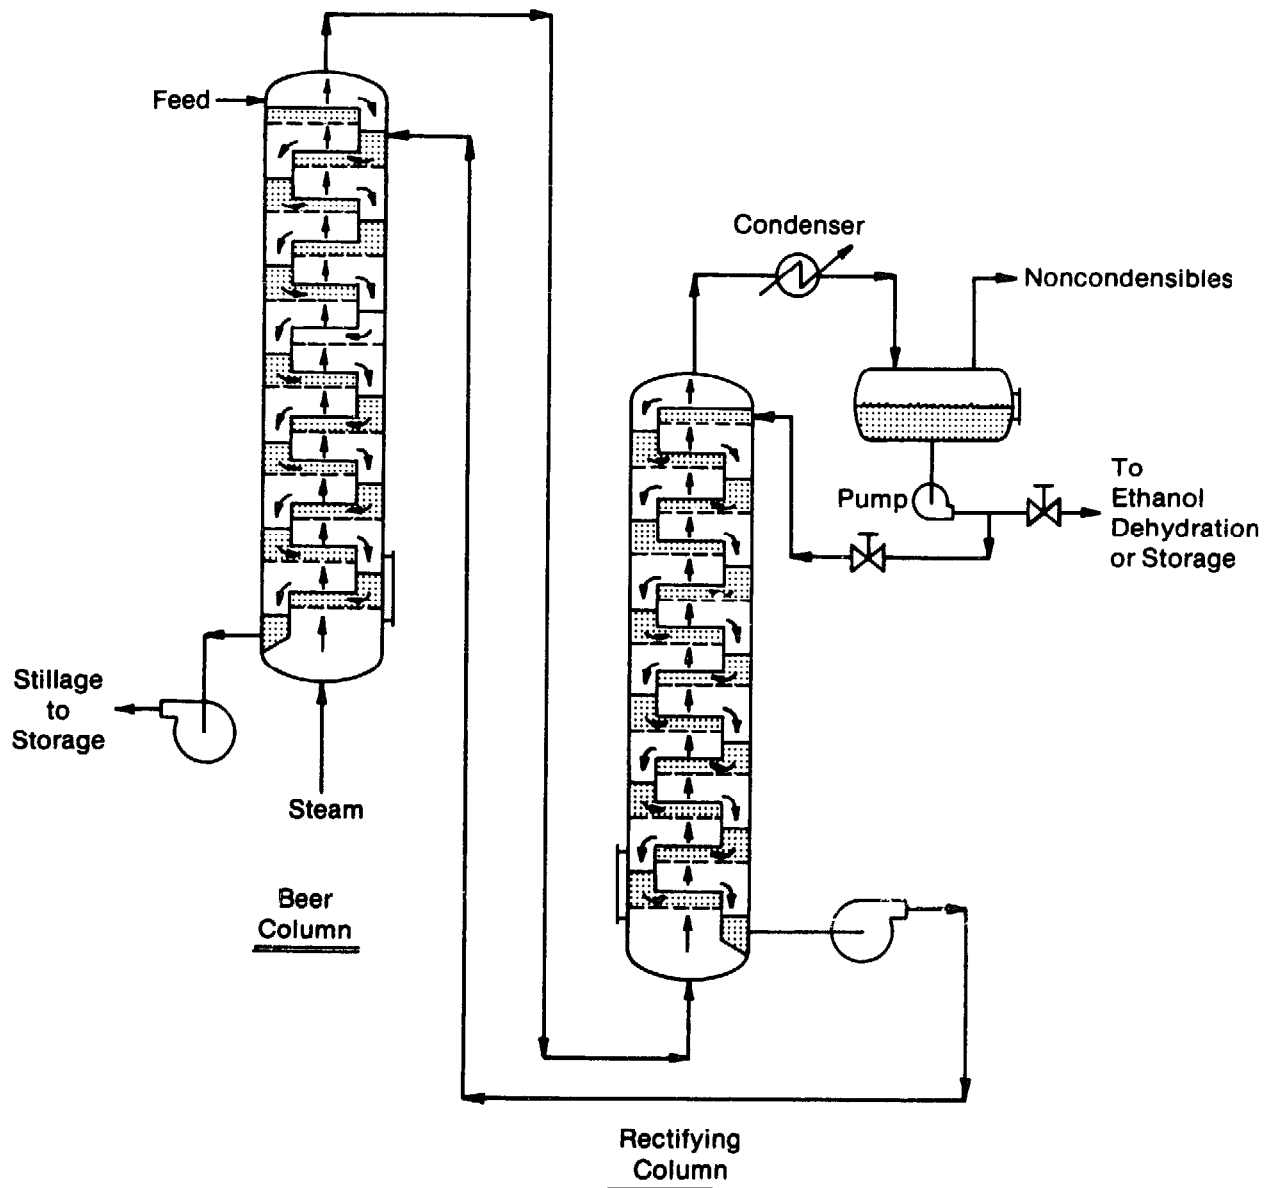 Feed
Condenser
Noncondensibles
Pump
To
Ethanol
Dehydration
or Storage
Stillage
to
Storage
Steam
Beer
Column
Rectifying
Column